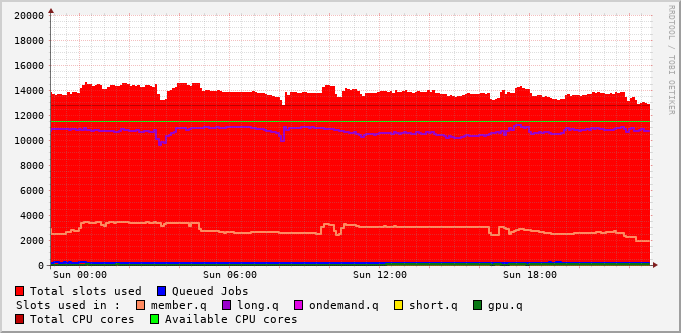 20000
18000
16000
14000
12000
10000
8000
6000
4000
2000
0
Sun 00:00 Sun 06:00 Sun 12:00 Sun 18:00
RRDTOOL / TOBI OETIKER
Total slots used Queued Jobs
Slots used in : member.q long.q ondemand.q short.q gpu.q
Total CPU cores Available CPU cores